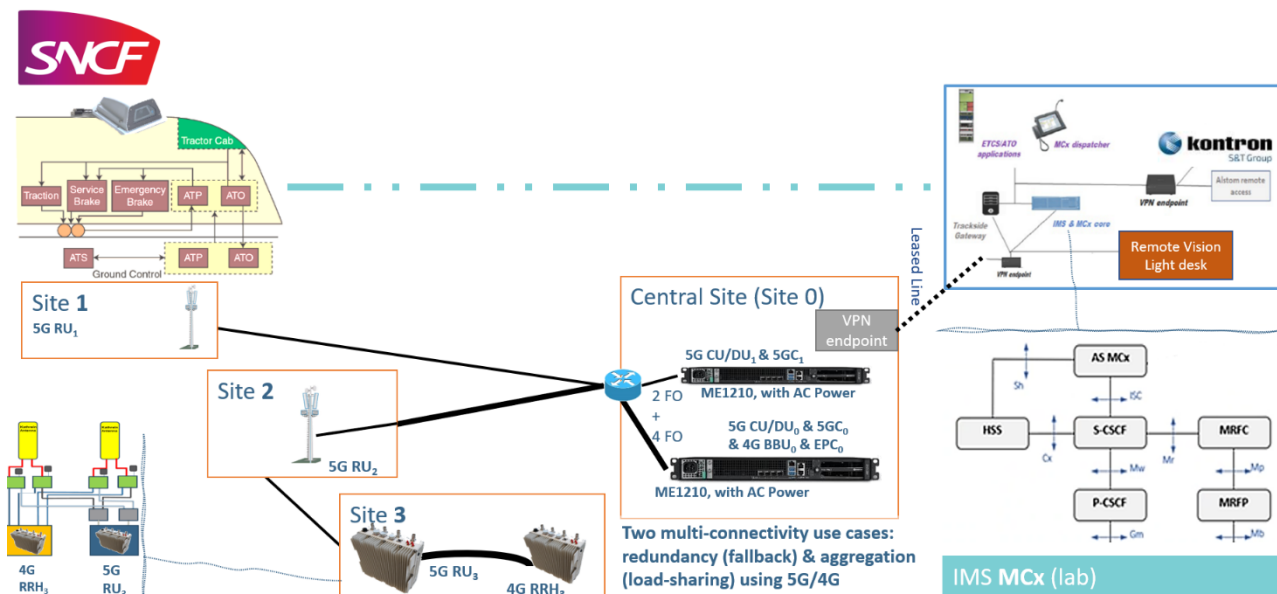 SNCF
Tractor Cab
Traction
Service
Brake
Emergency
Brake
ATP
ATO
ATS
ATP
ATO
Ground Control
Site 1
5G RU1
Site 2
5G RU2
Site 3
5G RU3
4G RRH
4G
RRH3
5G
RU3
Central Site (Site 0)
VPN
endpoint
5G CU/DU1 & 5GC1
ME1210, with AC Power
2 FO
+
4 FO
5G CU/DU0 & 5GC0
& 4G BBU0 & EPC0
ME1210, with AC Power
Two multi-connectivity use cases:
redundancy (fallback) & aggregation
(load-sharing) using 5G/4G
Leased Line
ETCS/ATO
applications
MCx dispatcher
kontron
S&T Group
VPN endpoint
Alstom remote
access
Trackside
Gateway
IMS & MCx core
VPN endpoint
Remote Vision
Light desk
AS MCx
Sh
ISC
HSS
S-CSCF
MRFC
Cx
Mr
Mw
Mp
P-CSCF
MRFP
Gm
Mb
IMS MCx (lab)